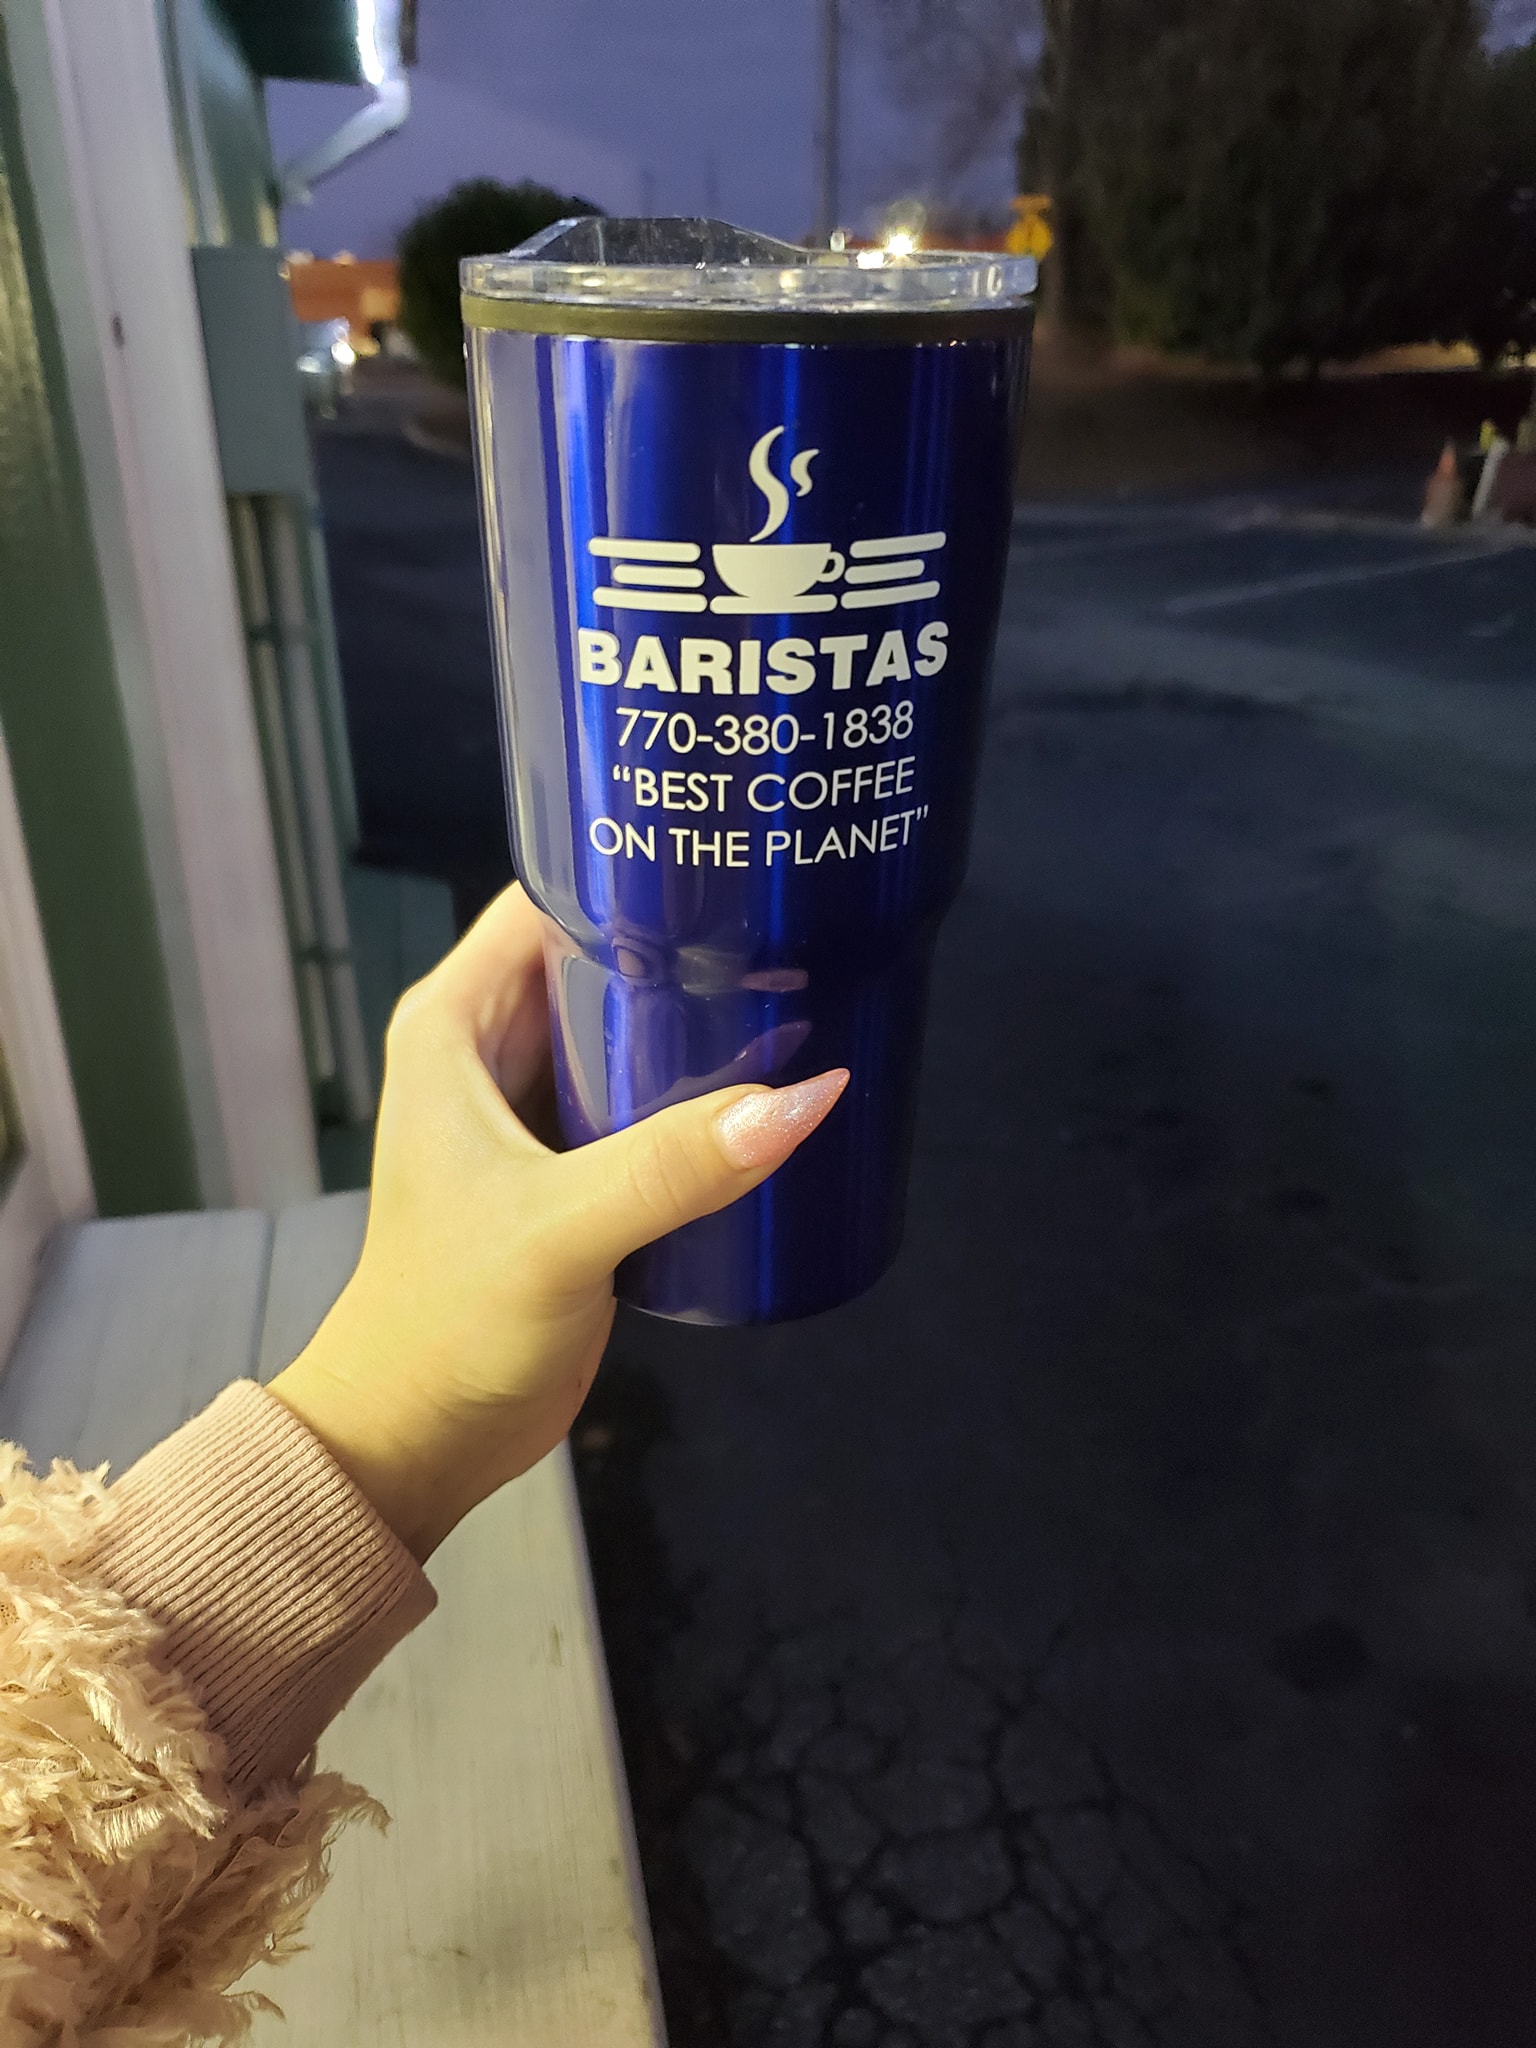 BARISTAS
770-380-1838
“BEST COFFEE
ON THE PLANET”